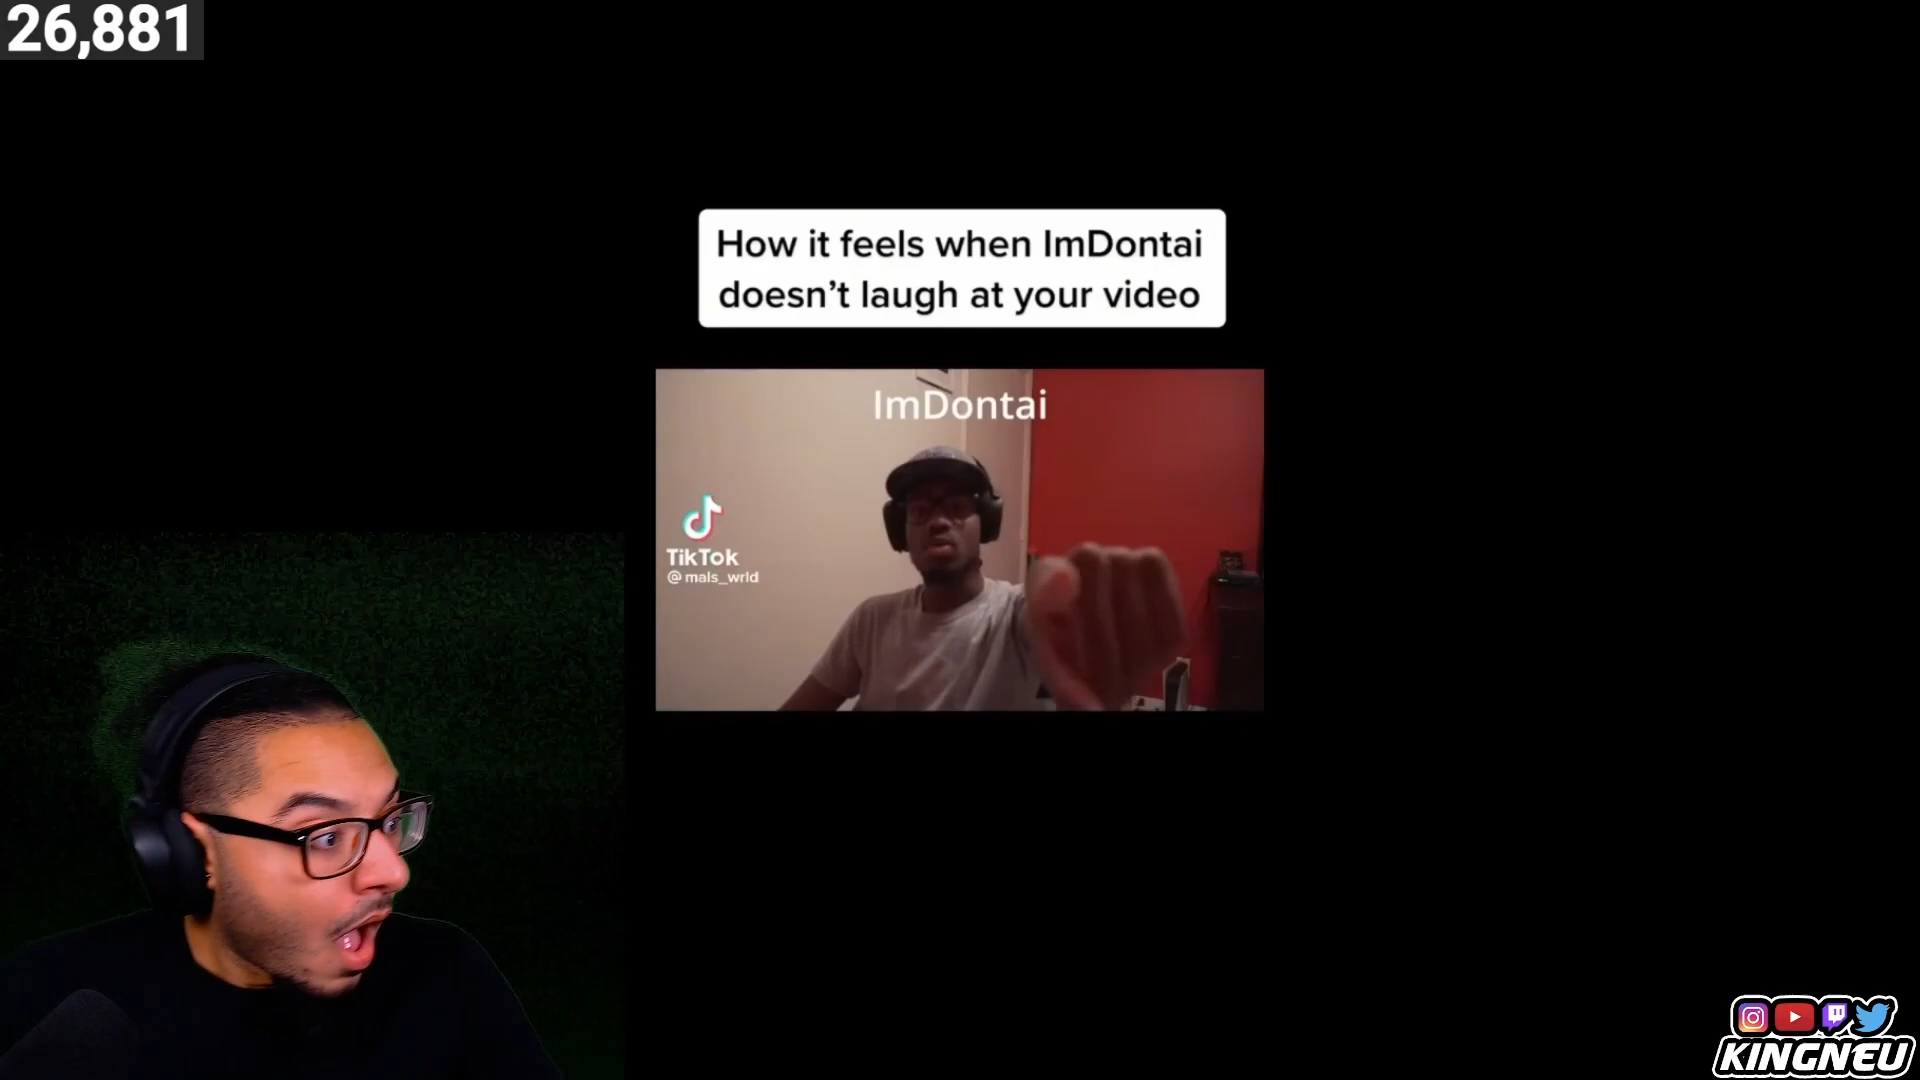 26,881
How it feels when ImDontai
doesn’t laugh at your video
ImDontai
TikTok
@mals_wrld
KINGNEU